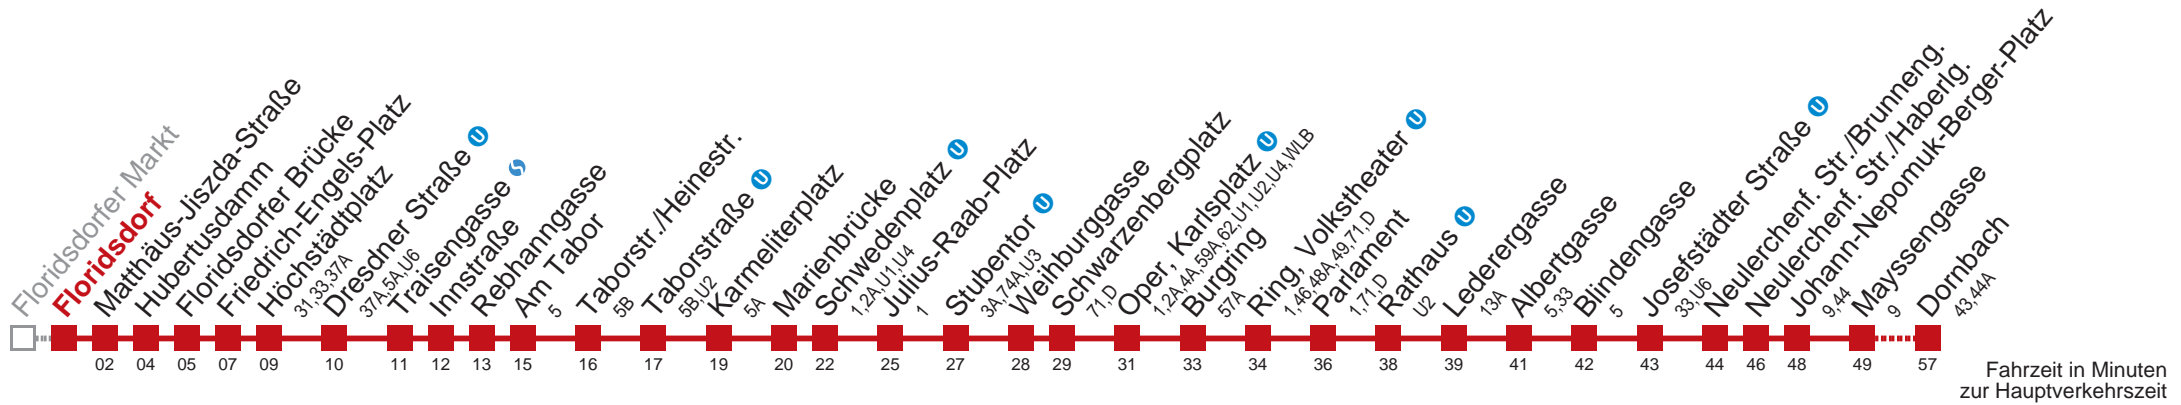 Floridsdorfer Markt
Floridsdorf
Matthäus-Jiszda-Straße
Hubertusdamm
Floridsdorfer Brücke
Friedrich-Engels-Platz
Höchstädtplatz
31,33,37A
Dresdner Straße U
37A,5A,U6
Traisengasse S
Innstraße
Rebhanngasse
Am Tabor
5
Taborstr./Heinestr.
5B
Taborstraße U
5B,U2
Karmeliterplatz
5A
Marienbrücke
Schwedenplatz U
1,2A,U1,U4
Julius-Raab-Platz
1
Stubentor U
3A,74A,U3
Weihburggasse
Schwarzenbergplatz
71,D
Oper, Karlsplatz U
1,2A,4A,59A,62,U1,U2,U4,WLB
Burgring
57A
Ring, Volkstheater U
1,46,48A,49,71,D
Parlament
1,71,D
Rathaus U
U2
Lederergasse
13A
Albertgasse
5,33
Blindengasse
5
Josefstädter Straße U
33,U6
Neulerchenf. Str./Brunneng.
Neulerchenf. Str./Haberlg.
Johann-Nepomuk-Berger-Platz
9,44
Mayssengasse
9
Dornbach
43,44A
02 04 05 07 09 10 11 12 13 15 16 17 19 20 22 25 27 28 29 31 33 34 36 38 39 41 42 43 44 46 48 49 57
Fahrzeit in Minuten
zur Hauptverkehrszeit